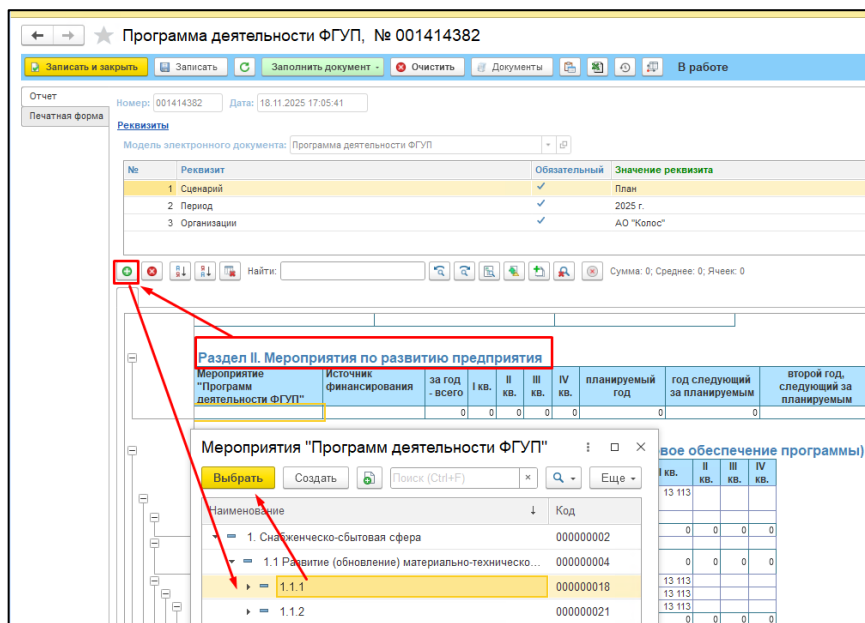 Программа деятельности ФГУП, № 001414382
Записать и закрыть Записать Заполнить документ Очистить Документы В работе
Отчет
Печатная форма
Номер: 001414382 Дата: 18.11.2025 17:05:41
Реквизиты
Модель электронного документа: Программа деятельности ФГУП
№ Реквизит Обязательный Значение реквизита
1 Сценарий План
2 Период 2025 г.
3 Организации АО "Колос"
Найти: Сумма: 0; Среднее: 0; Ячеек: 0
Раздел II. Мероприятия по развитию предприятия
Мероприятие "Программ деятельности ФГУП" Источник финансирования за год - всего I кв. II кв. III кв. IV кв. планируемый год год следующий за планируемым второй год, следующий за планируемым
0 0 0 0 0 0 0
Мероприятия "Программ деятельности ФГУП"
вое обеспечение программы)
Выбрать Создать Поиск (Ctrl+F) × Еще
I кв. II кв. III кв. IV кв.
13 113
Наименование ↓ Код
0 0 0 0
1. Снабженческо-сбытовая сфера 000000002
1.1 Развитие (обновление) материально-техническо... 000000004
0 0 0 0
1.1.1 000000018
13 113
13 113
1.1.2 000000021
13 113
0 0 0 0